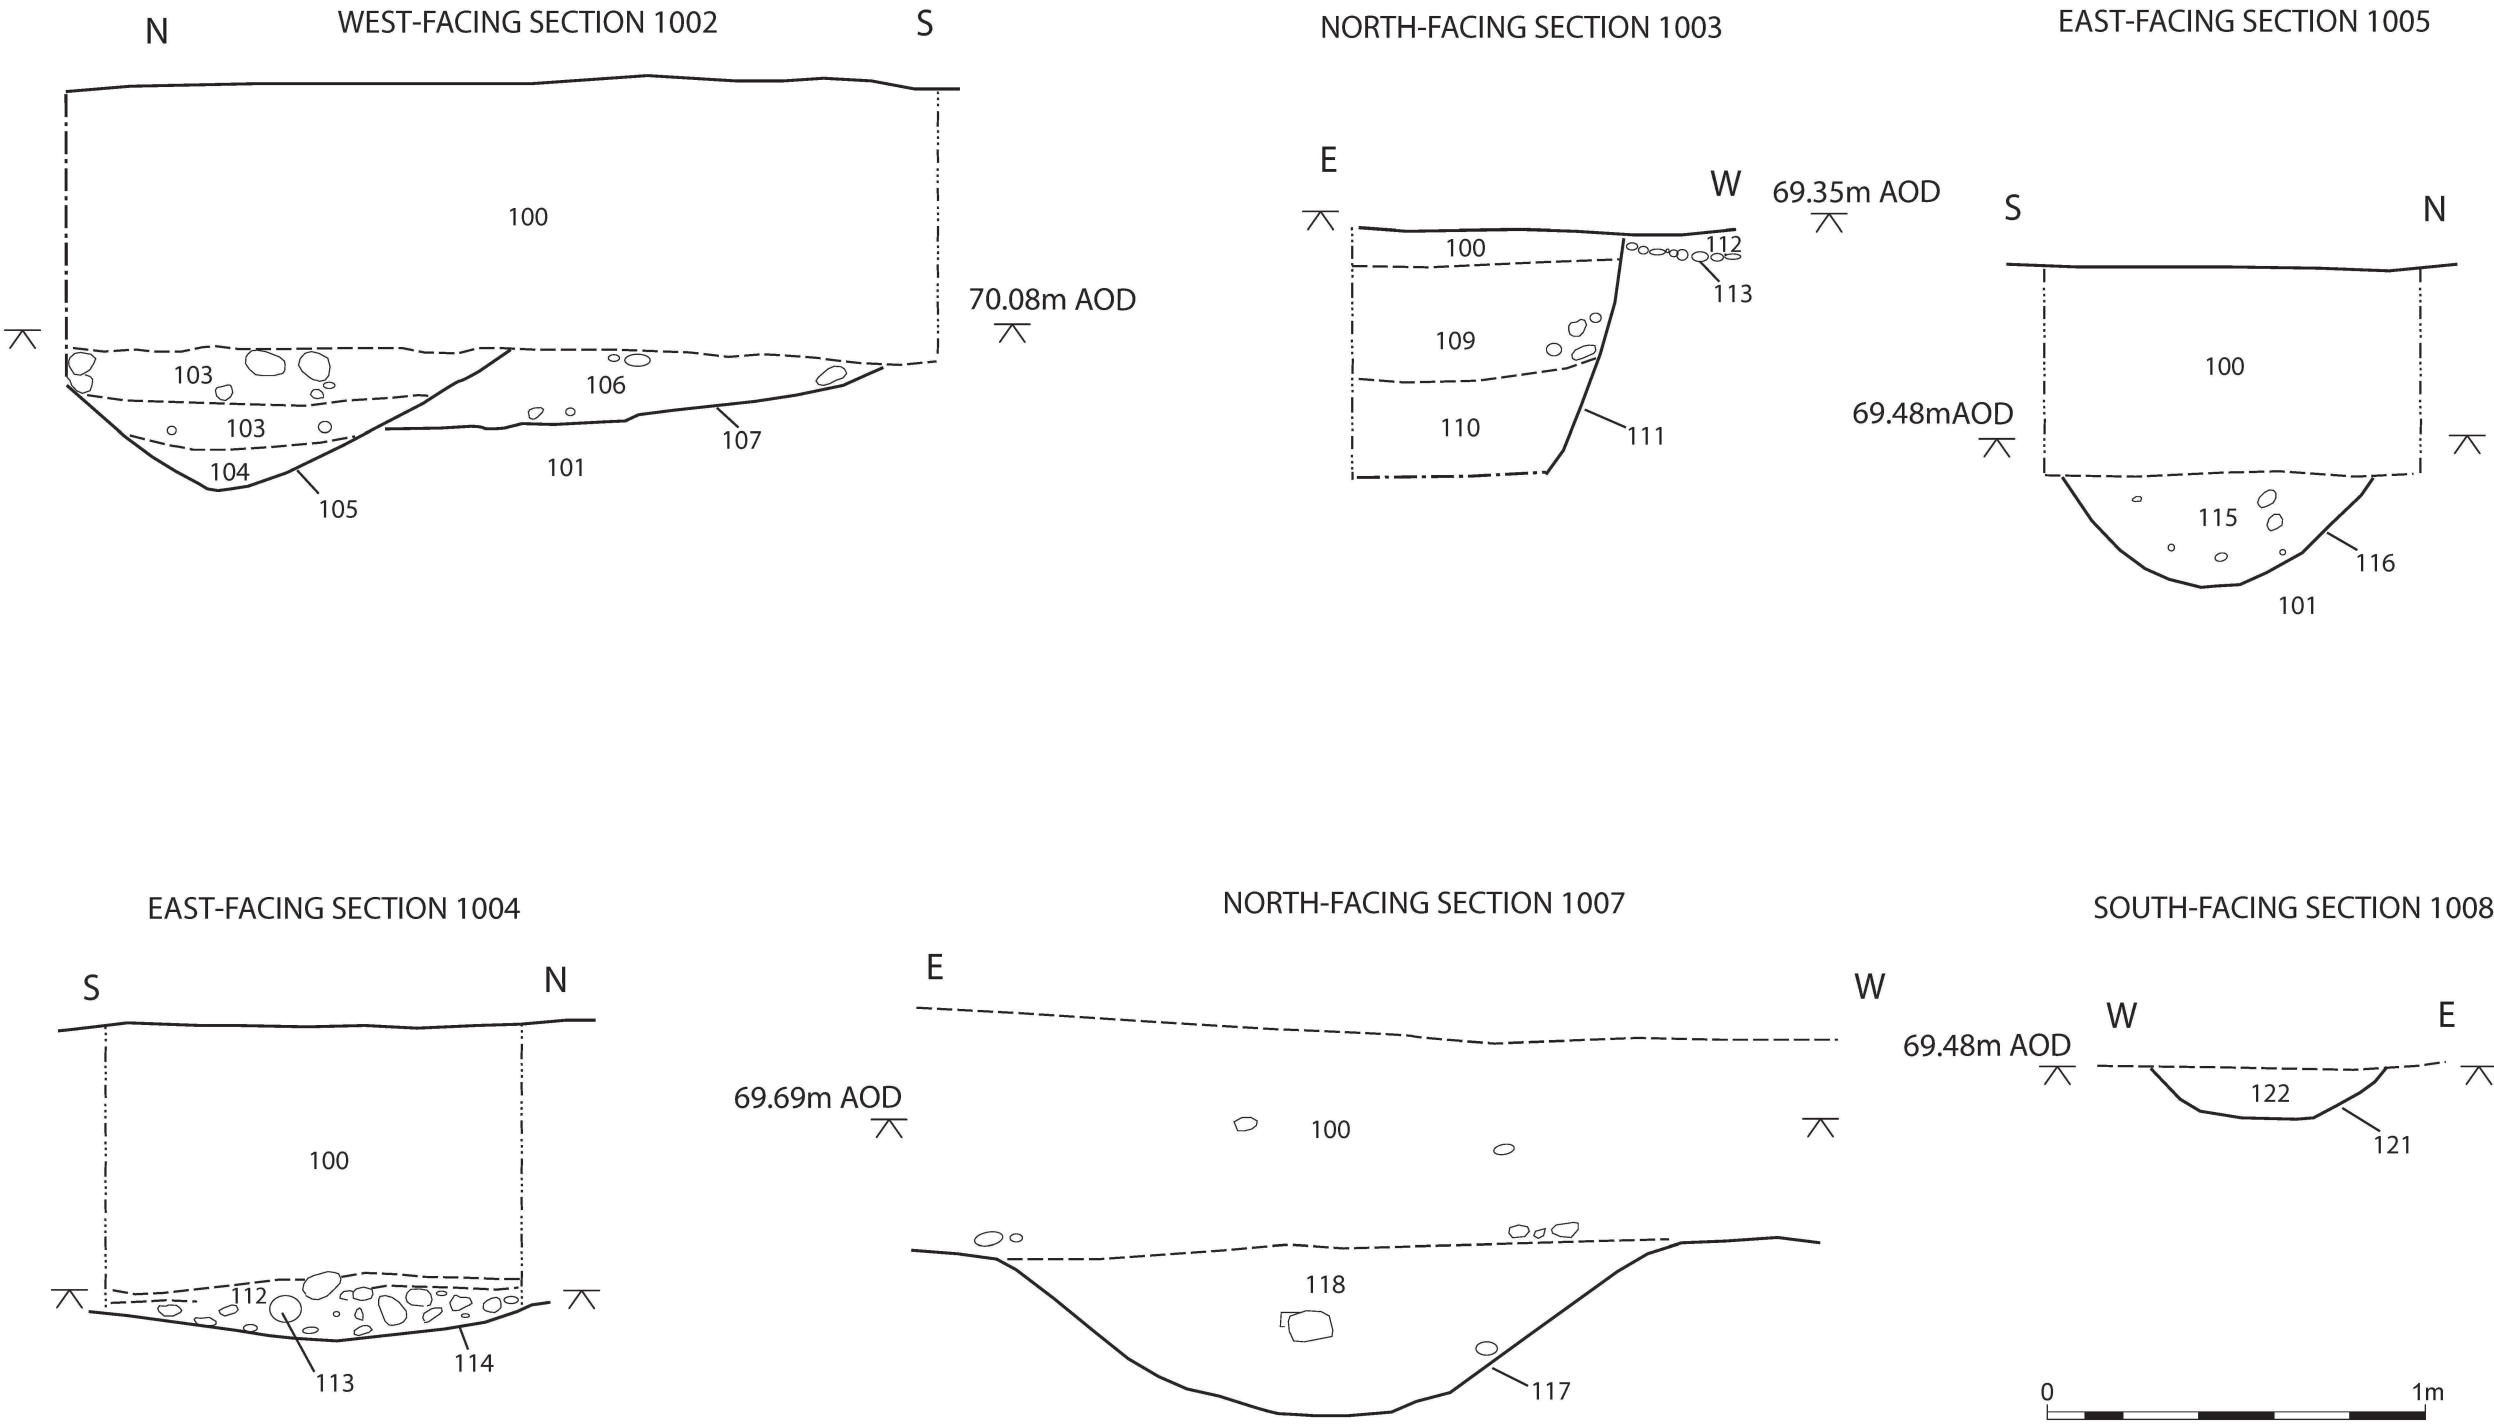 WEST-FACING SECTION 1002
N
S
100
70.08m AOD
103
106
103
107
104
101
105
NORTH-FACING SECTION 1003
E
W
69.35m AOD
100
112
113
109
110
111
EAST-FACING SECTION 1005
S
N
100
69.48mAOD
115
116
101
EAST-FACING SECTION 1004
S
N
100
112
114
113
NORTH-FACING SECTION 1007
E
W
69.69m AOD
100
118
117
SOUTH-FACING SECTION 1008
W
E
69.48m AOD
122
121
0
1m